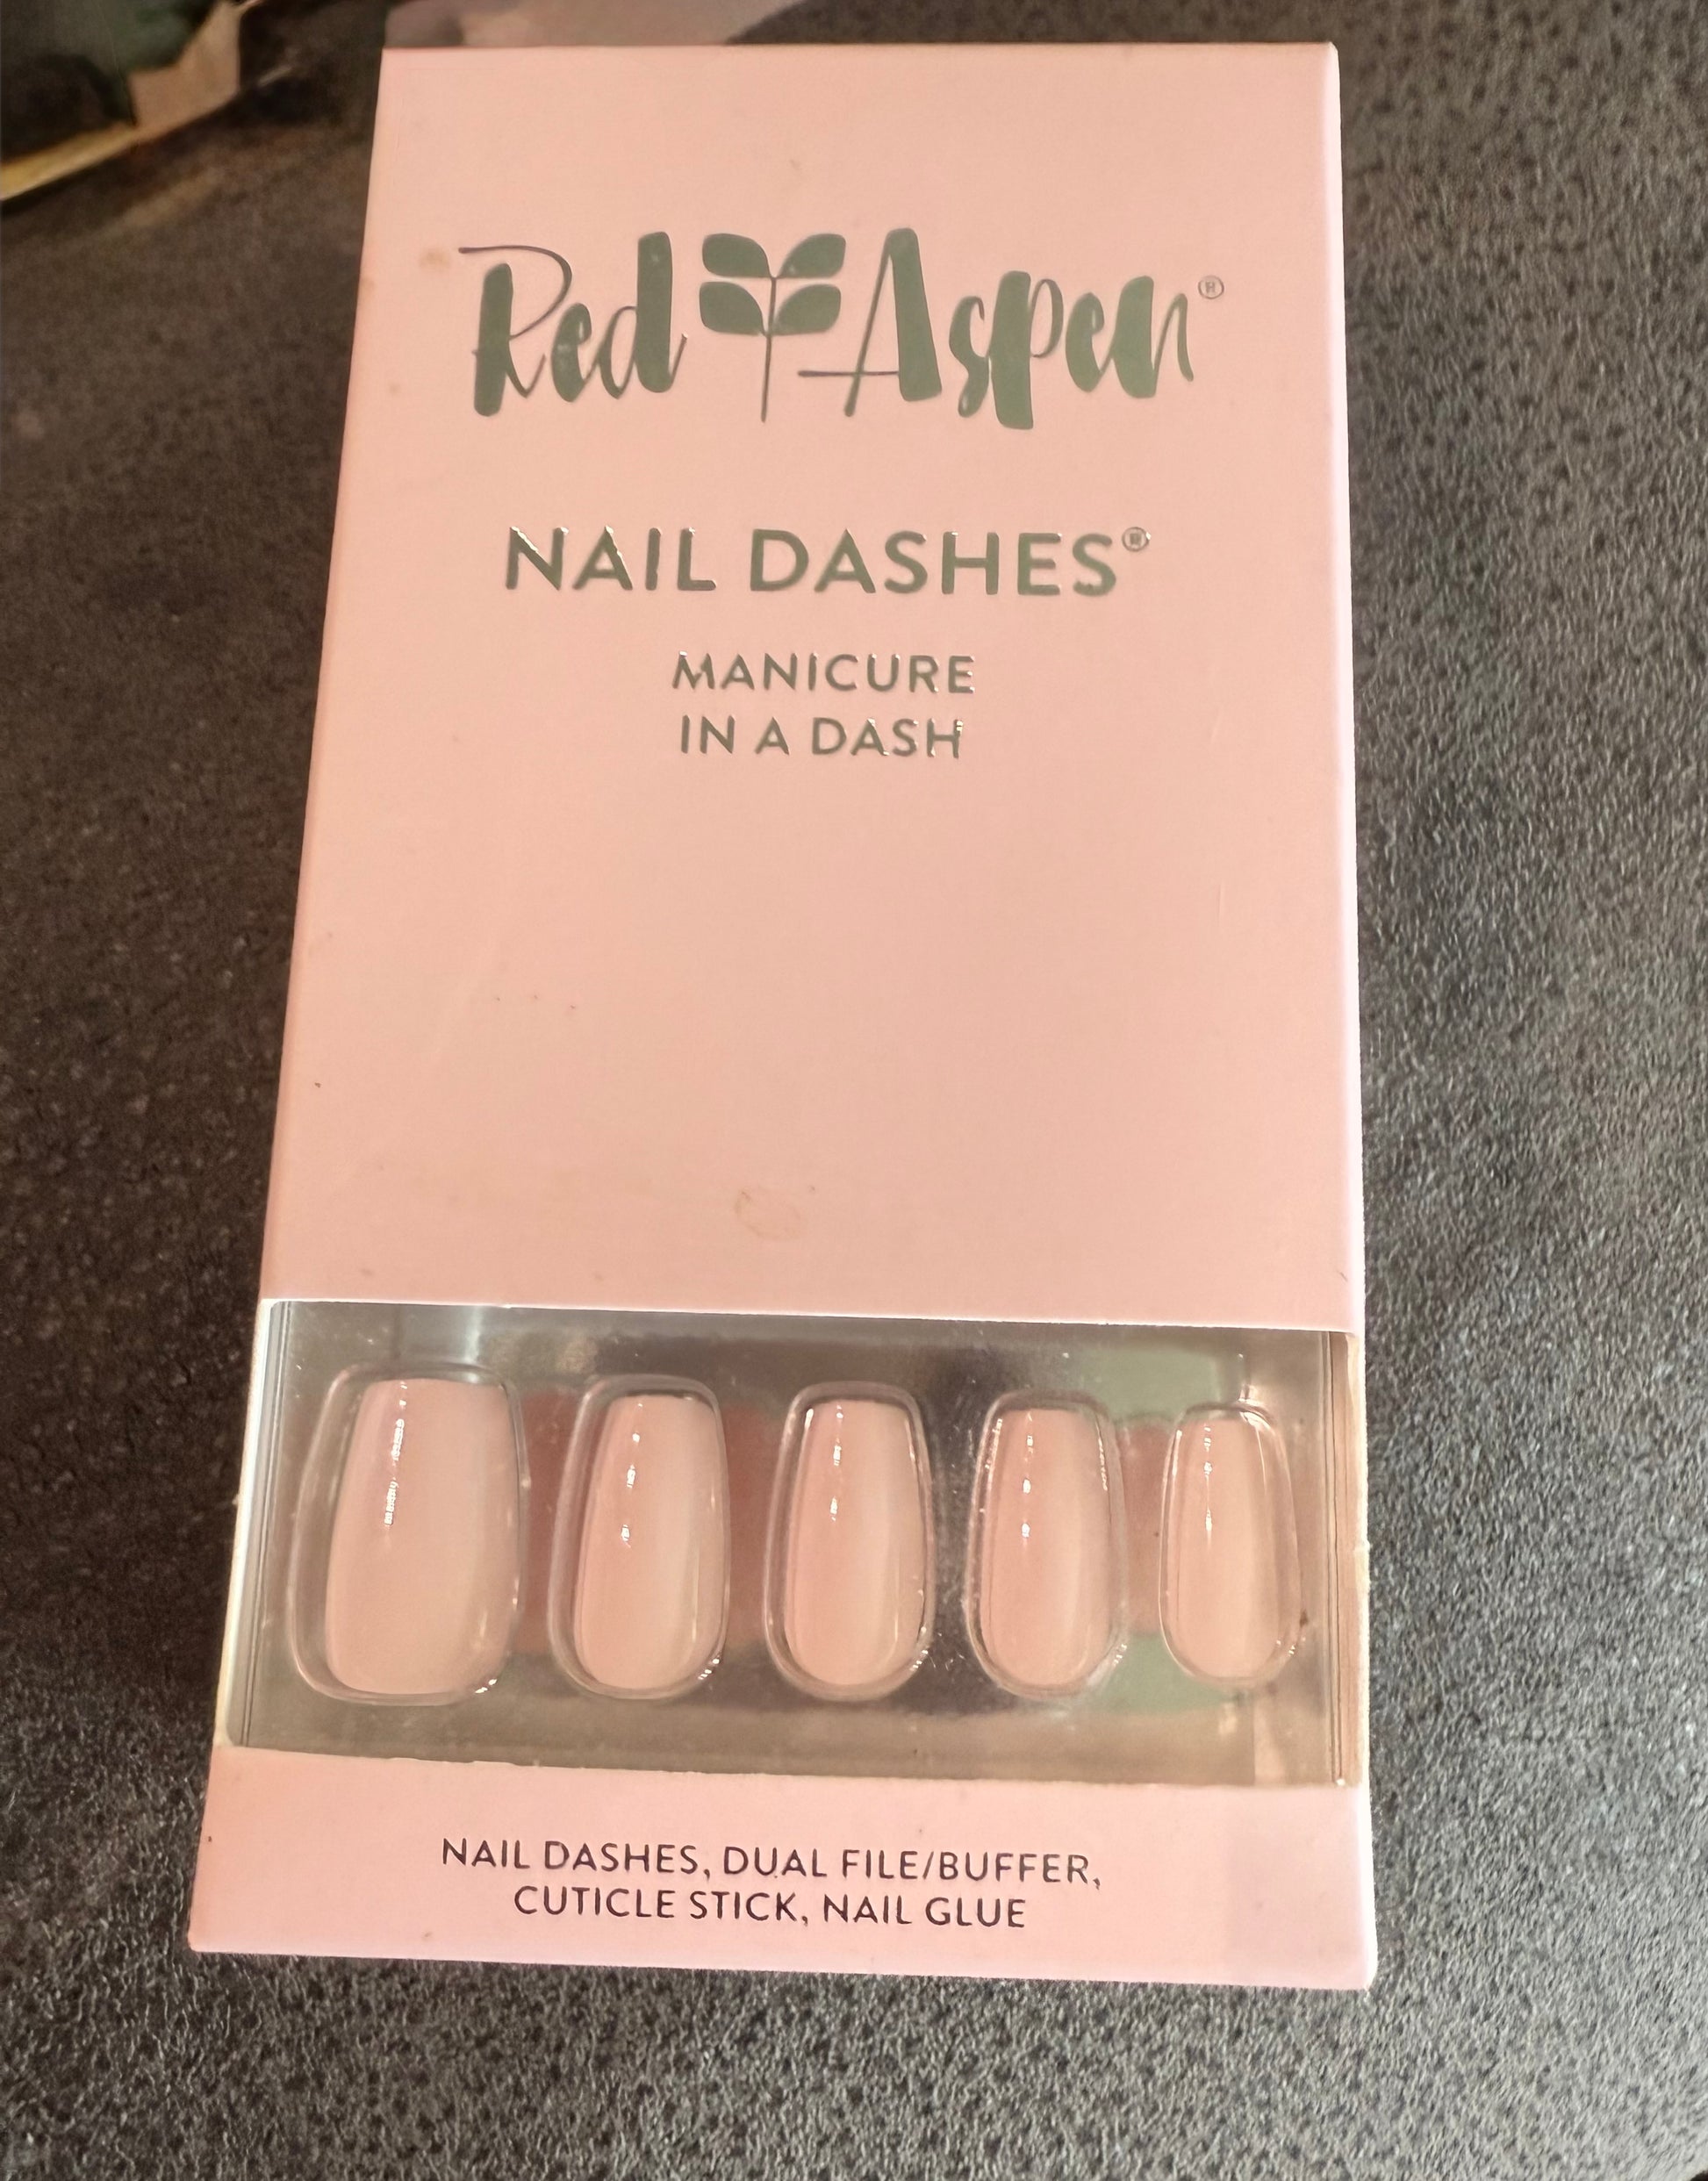 Red Aspen®
NAIL DASHES®
MANICURE
IN A DASH
NAIL DASHES, DUAL FILE/BUFFER,
CUTICLE STICK, NAIL GLUE